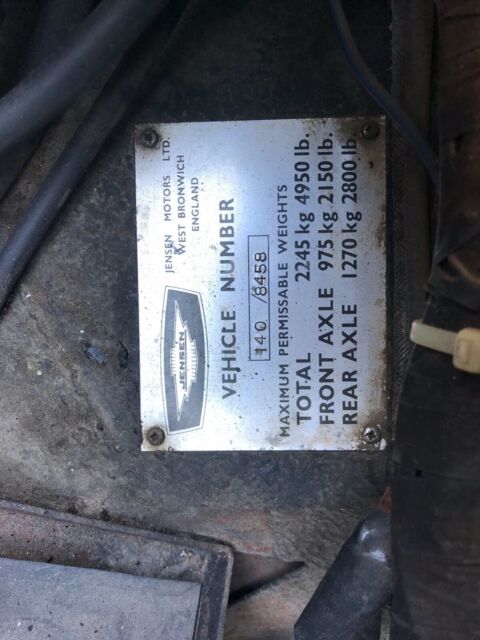 JENSEN
JENSEN MOTORS LTD.
WEST BROMWICH
ENGLAND
VEHICLE NUMBER
140 / 8458
MAXIMUM PERMISSABLE WEIGHTS
TOTAL 2245 kg 4950 lb.
FRONT AXLE 975 kg 2150 lb.
REAR AXLE 1270 kg 2800 lb.